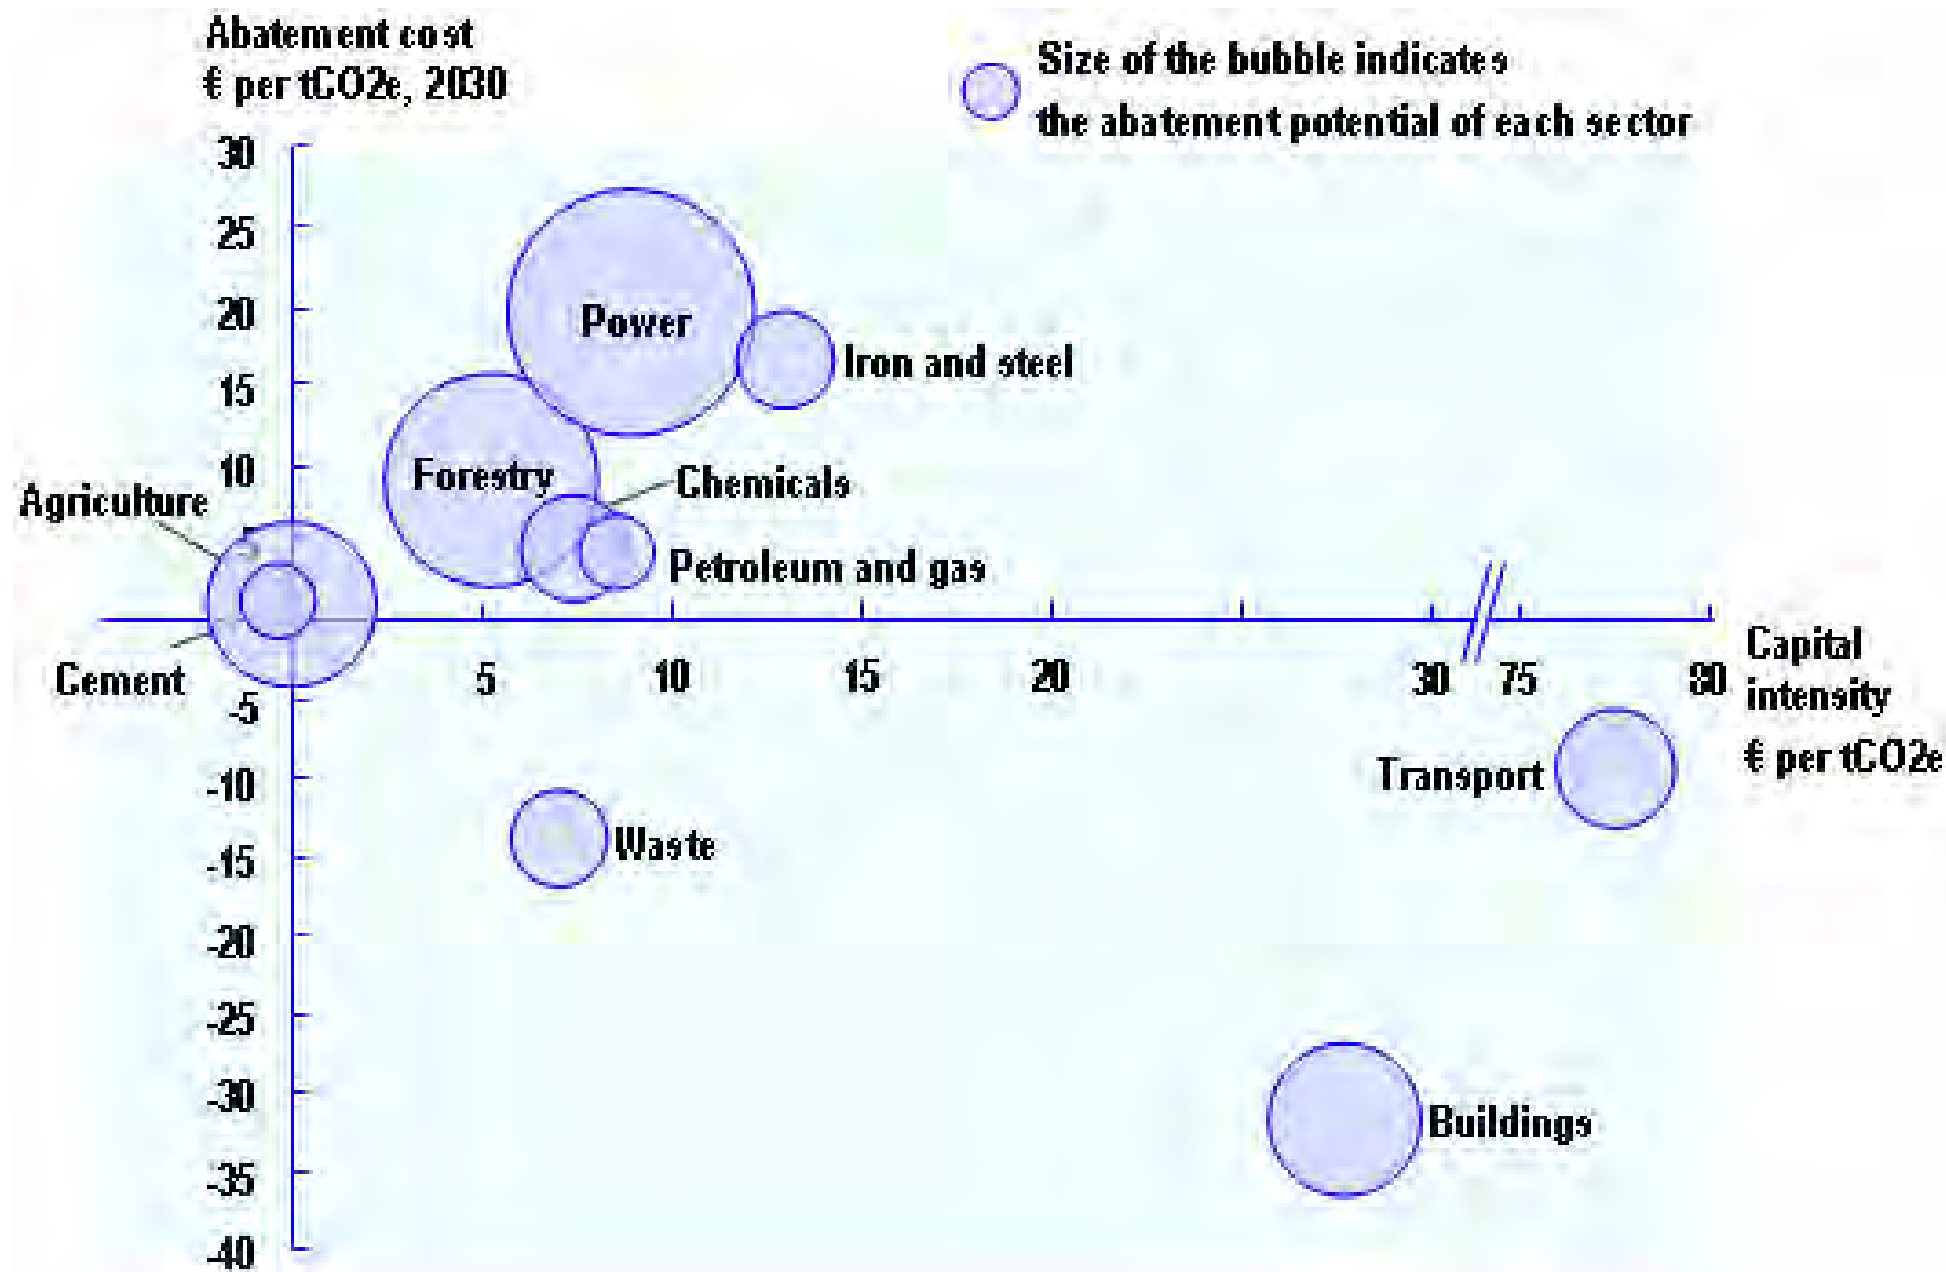 Abatement cost
€ per tCO2e, 2030
Size of the bubble indicates
the abatement potential of each sector
30
25
20
15
10
5
-5
-10
-15
-20
-25
-30
-35
-40
Power
Iron and steel
Forestry
Chemicals
Petroleum and gas
Agriculture
Cement
5
10
15
20
30
75
80
Capital
intensity
€ per tCO2e
Transport
Waste
Buildings